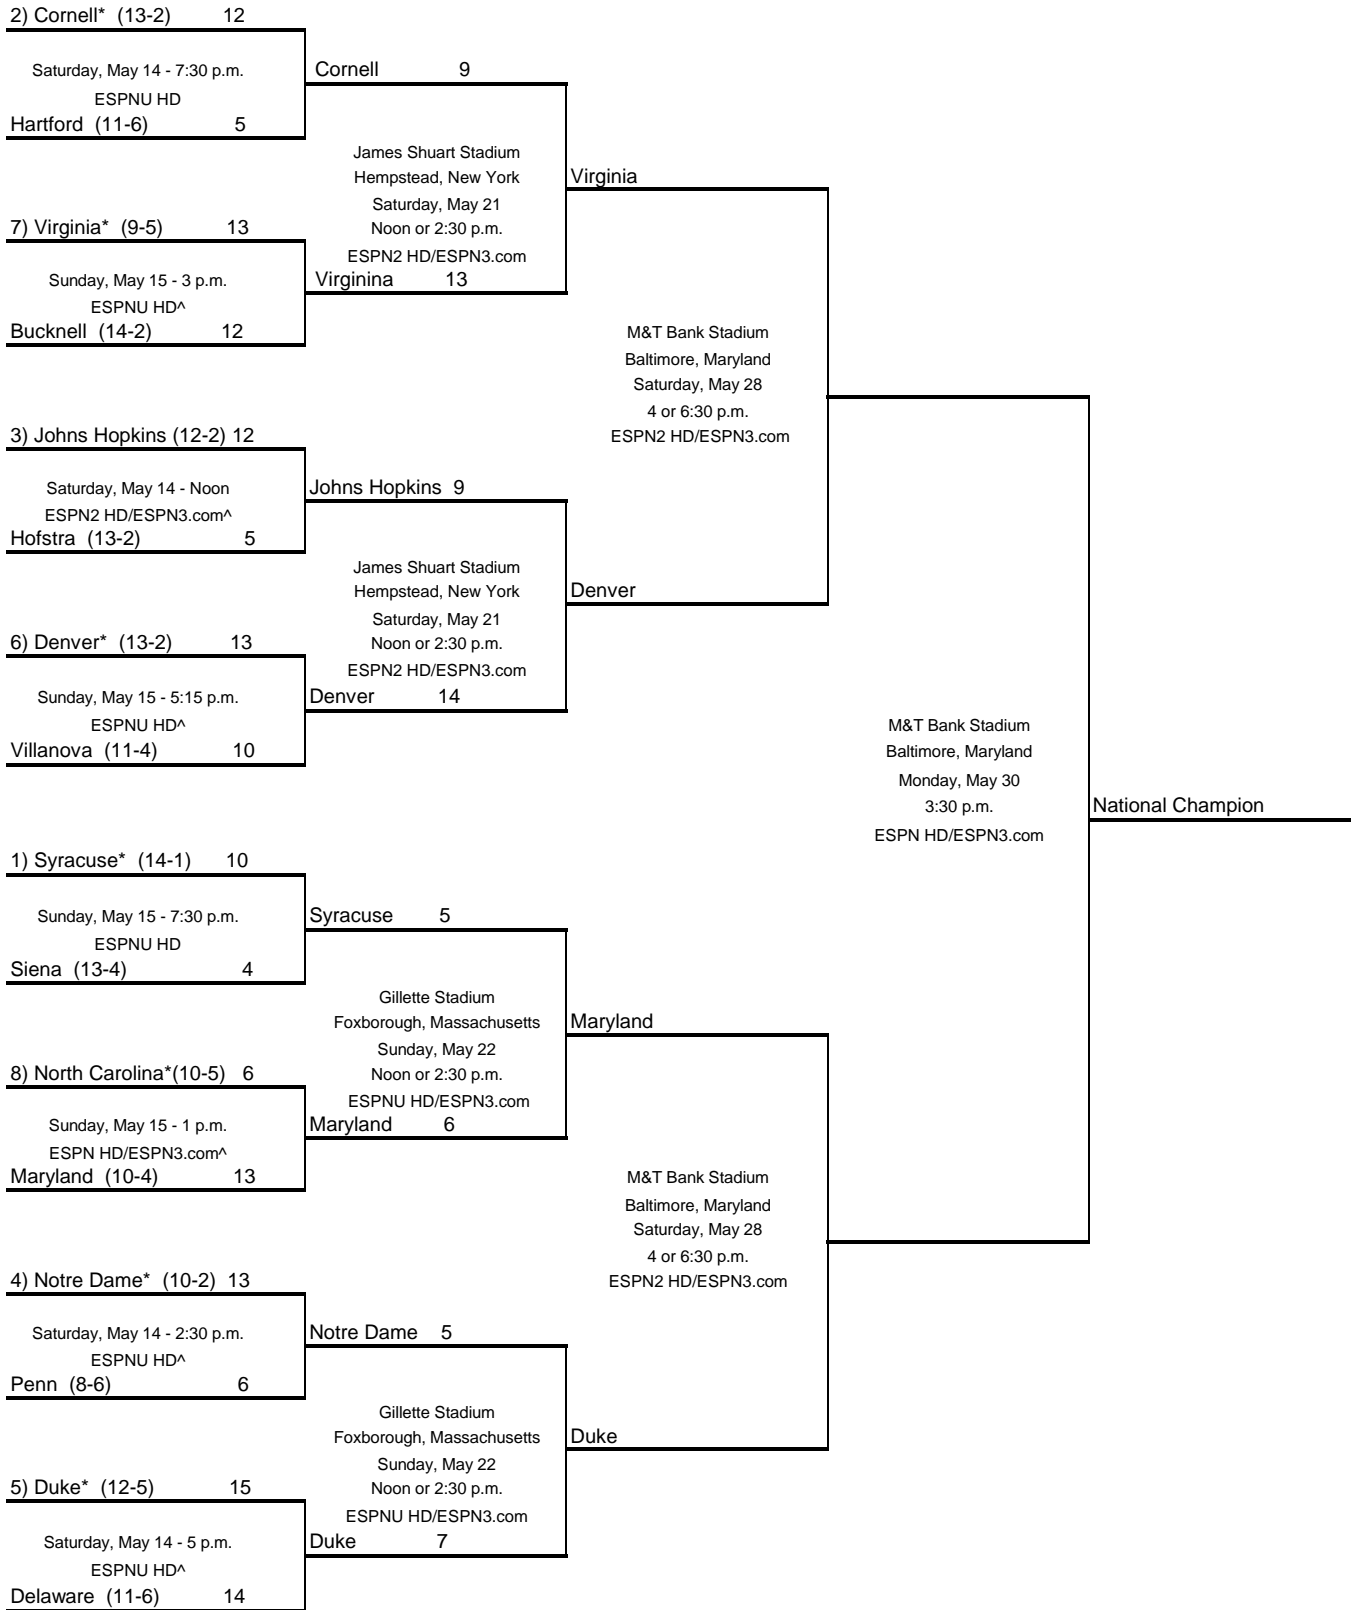 2) Cornell* (13-2) 12
Saturday, May 14 - 7:30 p.m.
ESPNU HD
Hartford (11-6) 5
Cornell 9
James Shuart Stadium
Hempstead, New York
Saturday, May 21
Noon or 2:30 p.m.
ESPN2 HD/ESPN3.com
Virginina 13
7) Virginia* (9-5) 13
Sunday, May 15 - 3 p.m.
ESPNU HD^
Bucknell (14-2) 12
Virginia
M&T Bank Stadium
Baltimore, Maryland
Saturday, May 28
4 or 6:30 p.m.
ESPN2 HD/ESPN3.com
3) Johns Hopkins (12-2) 12
Saturday, May 14 - Noon
ESPN2 HD/ESPN3.com^
Hofstra (13-2) 5
Johns Hopkins 9
James Shuart Stadium
Hempstead, New York
Saturday, May 21
Noon or 2:30 p.m.
ESPN2 HD/ESPN3.com
Denver 14
Denver
6) Denver* (13-2) 13
Sunday, May 15 - 5:15 p.m.
ESPNU HD^
Villanova (11-4) 10
M&T Bank Stadium
Baltimore, Maryland
Monday, May 30
3:30 p.m.
ESPN HD/ESPN3.com
National Champion
1) Syracuse* (14-1) 10
Sunday, May 15 - 7:30 p.m.
ESPNU HD
Siena (13-4) 4
Syracuse 5
Gillette Stadium
Foxborough, Massachusetts
Sunday, May 22
Noon or 2:30 p.m.
ESPNU HD/ESPN3.com
Maryland 6
Maryland
8) North Carolina*(10-5) 6
Sunday, May 15 - 1 p.m.
ESPN HD/ESPN3.com^
Maryland (10-4) 13
M&T Bank Stadium
Baltimore, Maryland
Saturday, May 28
4 or 6:30 p.m.
ESPN2 HD/ESPN3.com
4) Notre Dame* (10-2) 13
Saturday, May 14 - 2:30 p.m.
ESPNU HD^
Penn (8-6) 6
Notre Dame 5
Gillette Stadium
Foxborough, Massachusetts
Sunday, May 22
Noon or 2:30 p.m.
ESPNU HD/ESPN3.com
Duke 7
Duke
5) Duke* (12-5) 15
Saturday, May 14 - 5 p.m.
ESPNU HD^
Delaware (11-6) 14